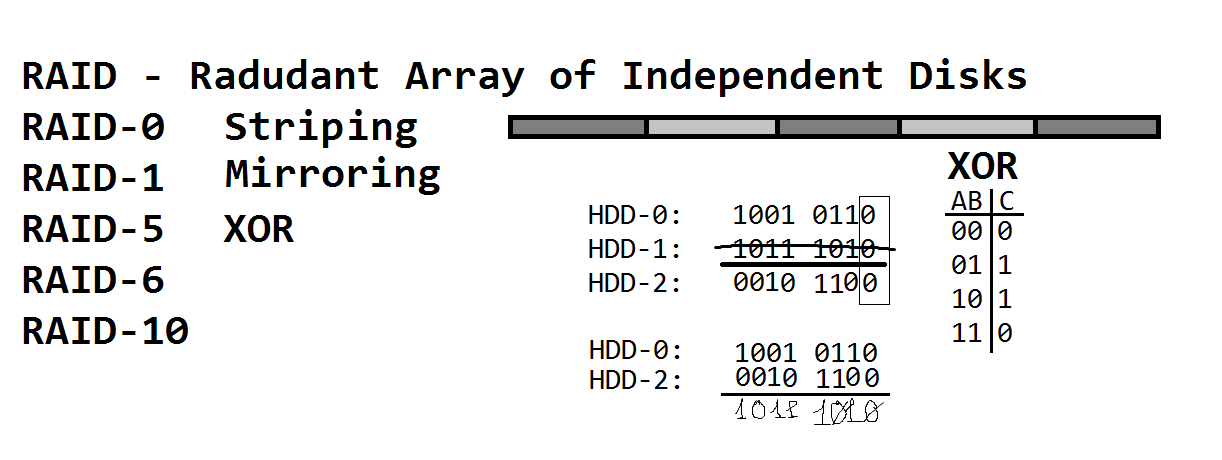 RAID - Radudant Array of Independent Disks
RAID-0 Striping
RAID-1 Mirroring
RAID-5 XOR
RAID-6
RAID-10
HDD-0: 1001 0110
HDD-1: 1011 1010
HDD-2: 0010 1100
HDD-0: 1001 0110
HDD-2: 0010 1100
1011 1010
XOR
AB C
00 0
01 1
10 1
11 0